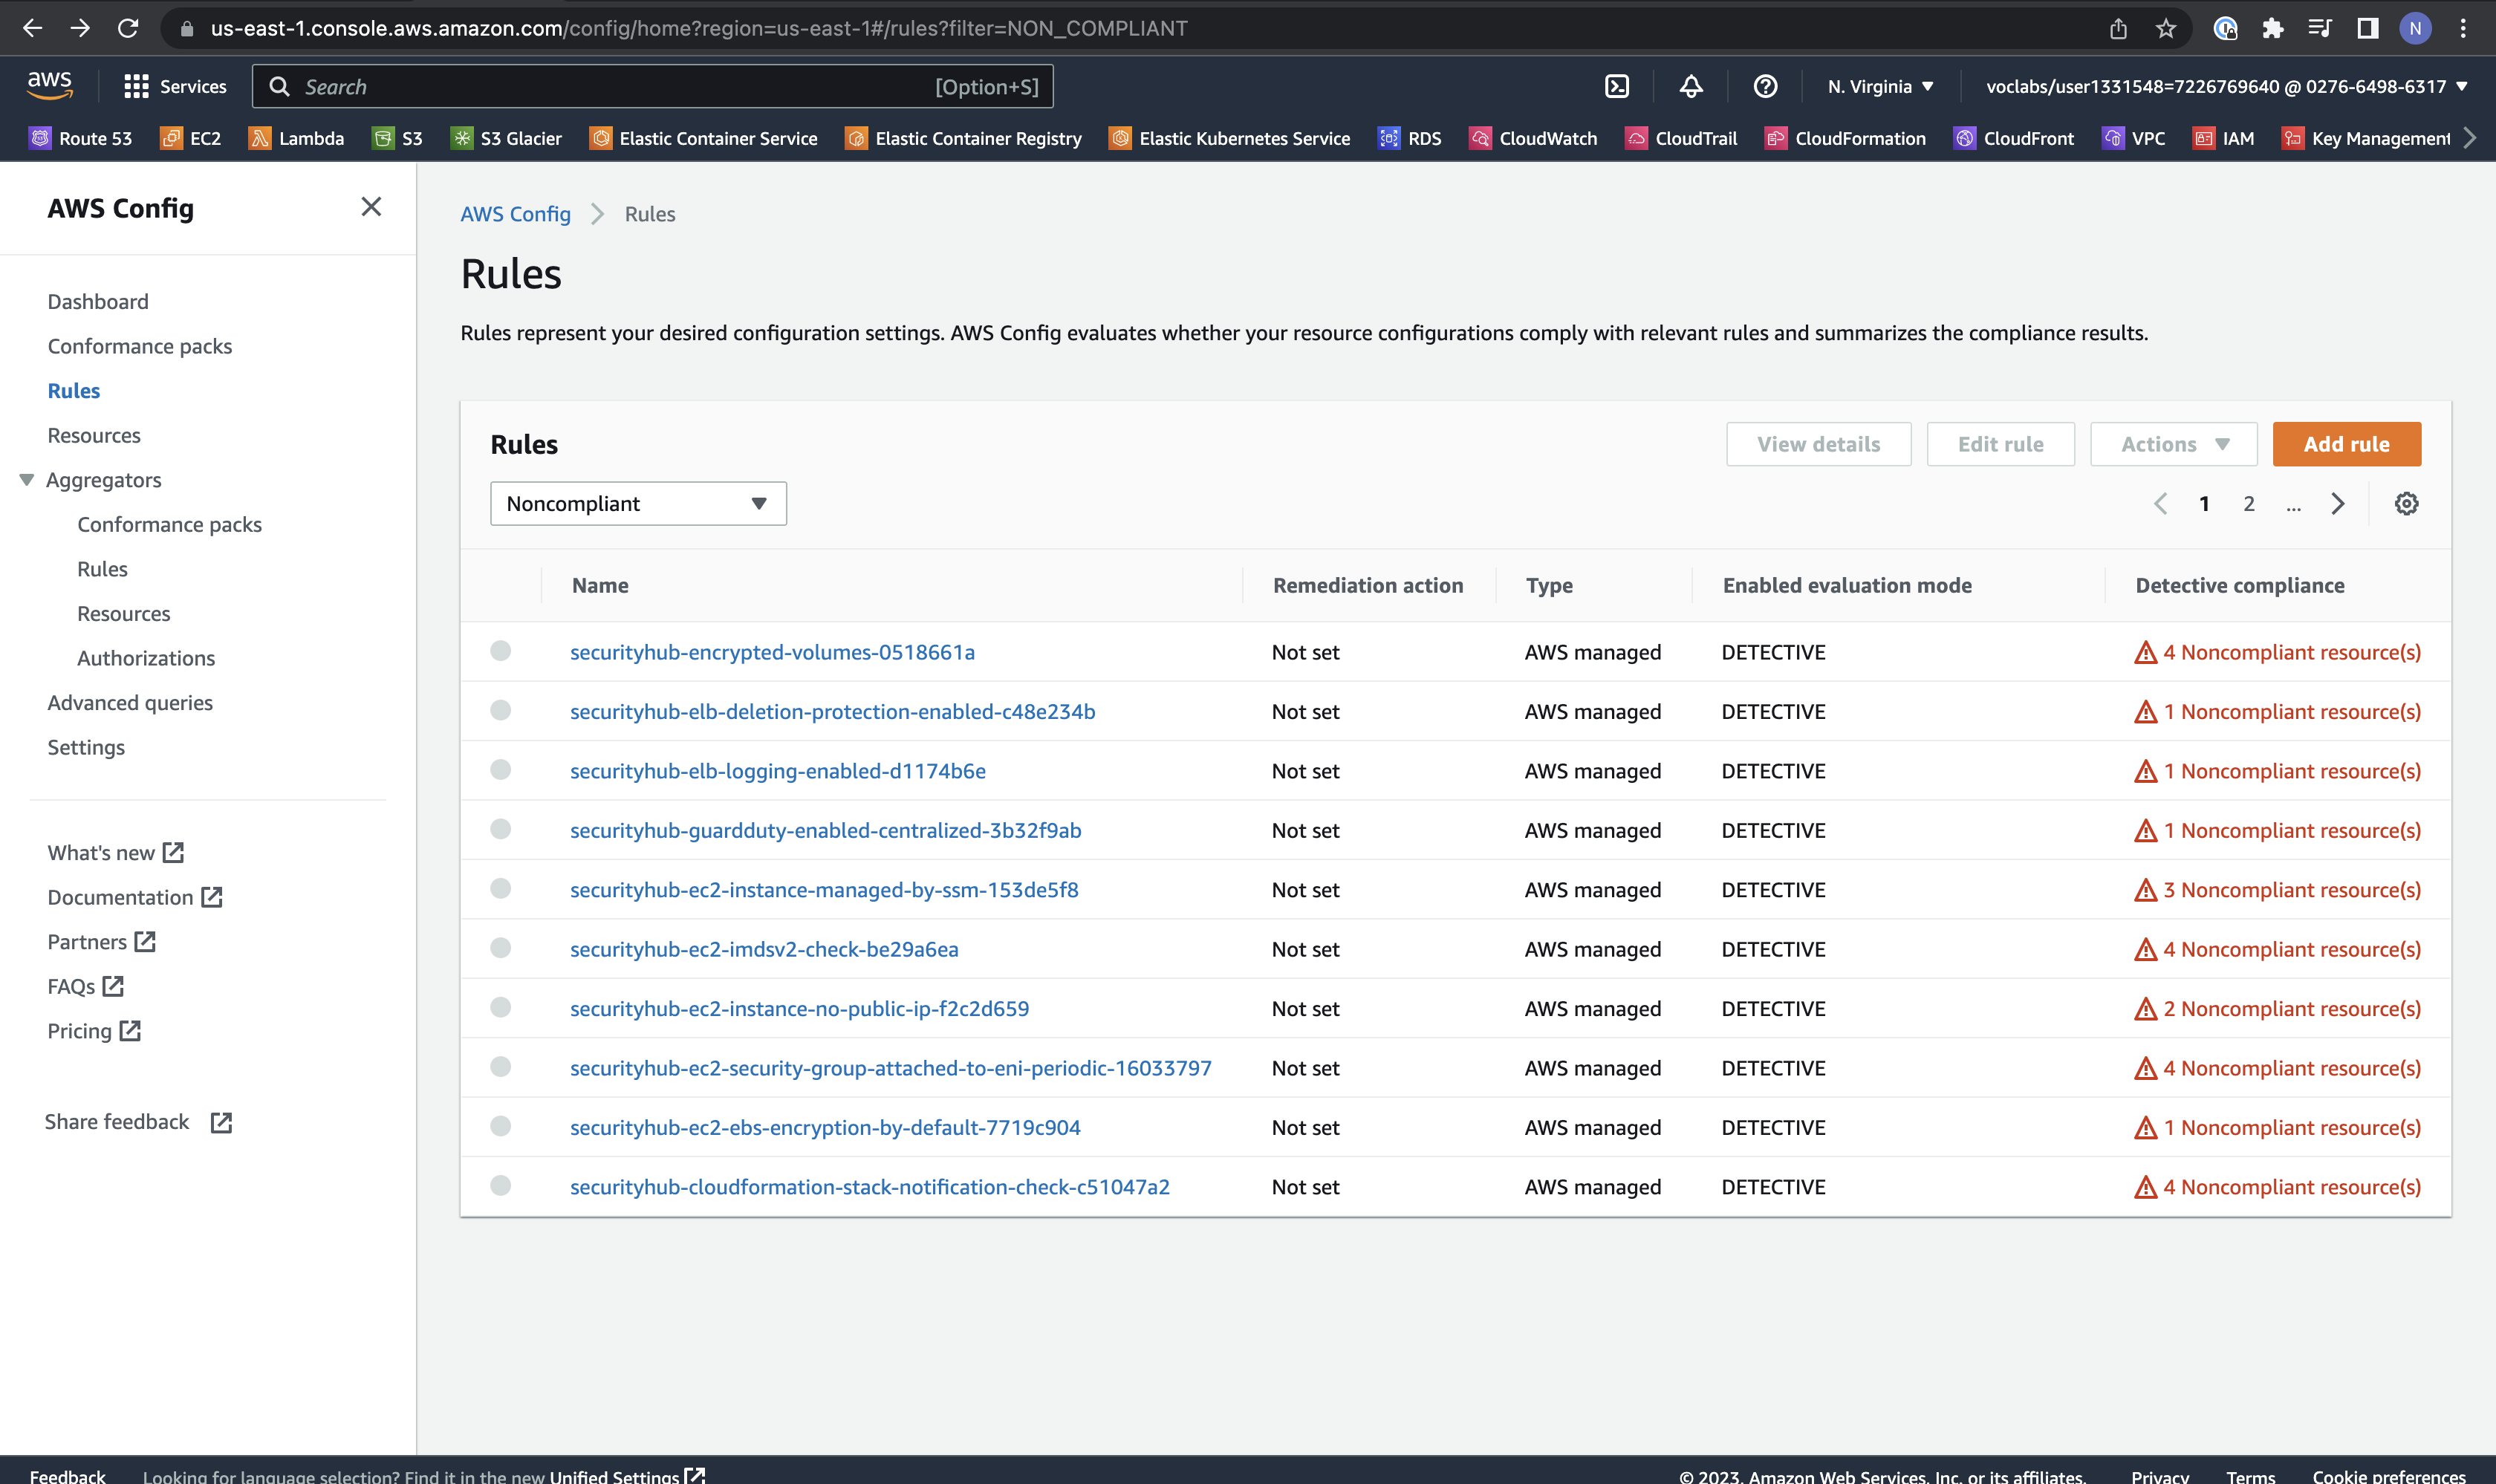 us-east-1.console.aws.amazon.com/config/home?region=us-east-1#/rules?filter=NON_COMPLIANT
N
aws
Services
Search
[Option+S]
N. Virginia
voclabs/user1331548=7226769640 @ 0276-6498-6317
Route 53
EC2
Lambda
S3
S3 Glacier
Elastic Container Service
Elastic Container Registry
Elastic Kubernetes Service
RDS
CloudWatch
CloudTrail
CloudFormation
CloudFront
VPC
IAM
Key Management
AWS Config
Dashboard
Conformance packs
Rules
Resources
Aggregators
Conformance packs
Rules
Resources
Authorizations
Advanced queries
Settings
What's new
Documentation
Partners
FAQs
Pricing
Share feedback
AWS Config
Rules
Rules
Rules represent your desired configuration settings. AWS Config evaluates whether your resource configurations comply with relevant rules and summarizes the compliance results.
Rules
View details
Edit rule
Actions
Add rule
Noncompliant
1 2 ...
Name Remediation action Type Enabled evaluation mode Detective compliance
securityhub-encrypted-volumes-0518661a Not set AWS managed DETECTIVE 4 Noncompliant resource(s)
securityhub-elb-deletion-protection-enabled-c48e234b Not set AWS managed DETECTIVE 1 Noncompliant resource(s)
securityhub-elb-logging-enabled-d1174b6e Not set AWS managed DETECTIVE 1 Noncompliant resource(s)
securityhub-guardduty-enabled-centralized-3b32f9ab Not set AWS managed DETECTIVE 1 Noncompliant resource(s)
securityhub-ec2-instance-managed-by-ssm-153de5f8 Not set AWS managed DETECTIVE 3 Noncompliant resource(s)
securityhub-ec2-imdsv2-check-be29a6ea Not set AWS managed DETECTIVE 4 Noncompliant resource(s)
securityhub-ec2-instance-no-public-ip-f2c2d659 Not set AWS managed DETECTIVE 2 Noncompliant resource(s)
securityhub-ec2-security-group-attached-to-eni-periodic-16033797 Not set AWS managed DETECTIVE 4 Noncompliant resource(s)
securityhub-ec2-ebs-encryption-by-default-7719c904 Not set AWS managed DETECTIVE 1 Noncompliant resource(s)
securityhub-cloudformation-stack-notification-check-c51047a2 Not set AWS managed DETECTIVE 4 Noncompliant resource(s)
Feedback
Looking for language selection? Find it in the new Unified Settings
© 2023, Amazon Web Services, Inc. or its affiliates.
Privacy
Terms
Cookie preferences